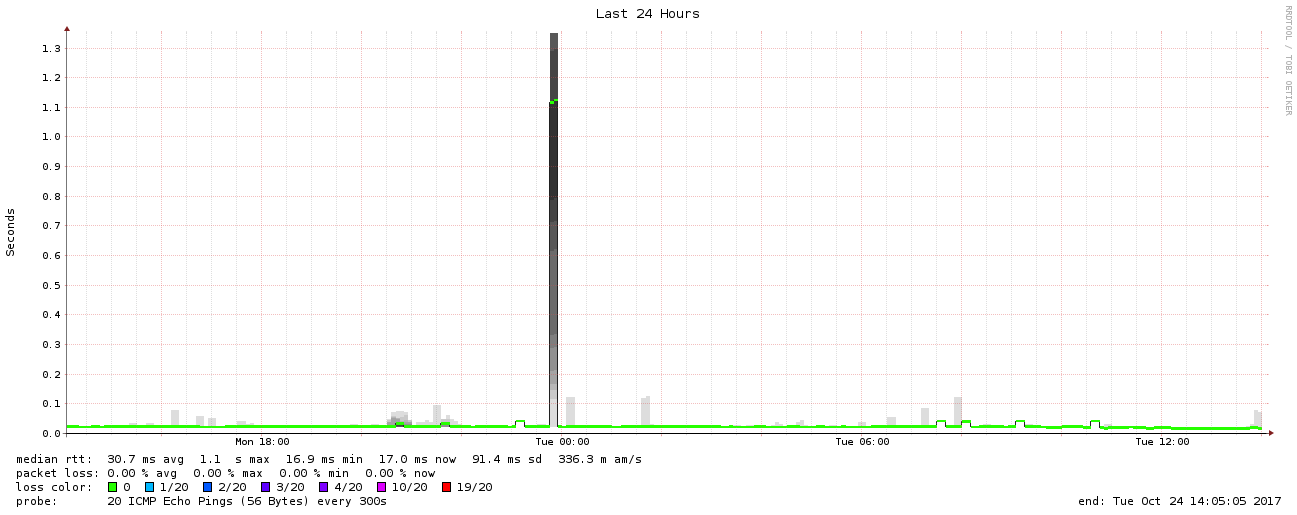 Last 24 Hours
RRDTOOL / TOBI OETIKER
Seconds
1.3
1.2
1.1
1.0
0.9
0.8
0.7
0.6
0.5
0.4
0.3
0.2
0.1
0.0
Mon 18:00 Tue 00:00 Tue 06:00 Tue 12:00
median rtt: 30.7 ms avg 1.1 s max 16.9 ms min 17.0 ms now 91.4 ms sd 336.3 m am/s
packet loss: 0.00 % avg 0.00 % max 0.00 % min 0.00 % now
loss color: 0 1/20 2/20 3/20 4/20 10/20 19/20
probe: 20 ICMP Echo Pings (56 Bytes) every 300s end: Tue Oct 24 14:05:05 2017